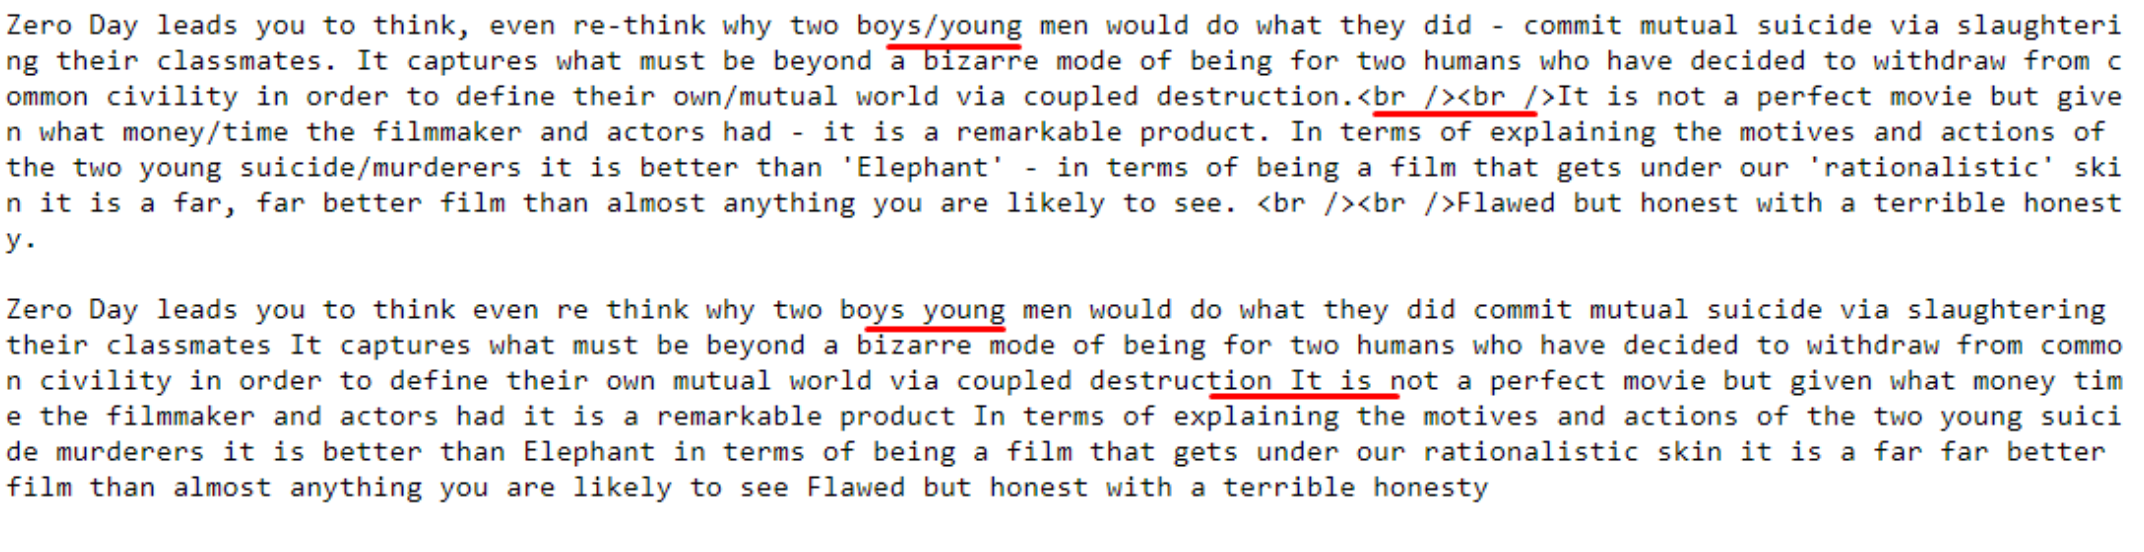 Zero Day leads you to think, even re-think why two boys/young men would do what they did - commit mutual suicide via slaughteri
ng their classmates. It captures what must be beyond a bizarre mode of being for two humans who have decided to withdraw from c
ommon civility in order to define their own/mutual world via coupled destruction.<br /><br />It is not a perfect movie but give
n what money/time the filmmaker and actors had - it is a remarkable product. In terms of explaining the motives and actions of
the two young suicide/murderers it is better than 'Elephant' - in terms of being a film that gets under our 'rationalistic' ski
n it is a far, far better film than almost anything you are likely to see. <br /><br />Flawed but honest with a terrible honest
y.

Zero Day leads you to think even re think why two boys young men would do what they did commit mutual suicide via slaughtering
their classmates It captures what must be beyond a bizarre mode of being for two humans who have decided to withdraw from commo
n civility in order to define their own mutual world via coupled destruction It is not a perfect movie but given what money tim
e the filmmaker and actors had it is a remarkable product In terms of explaining the motives and actions of the two young suici
de murderers it is better than Elephant in terms of being a film that gets under our rationalistic skin it is a far far better
film than almost anything you are likely to see Flawed but honest with a terrible honesty